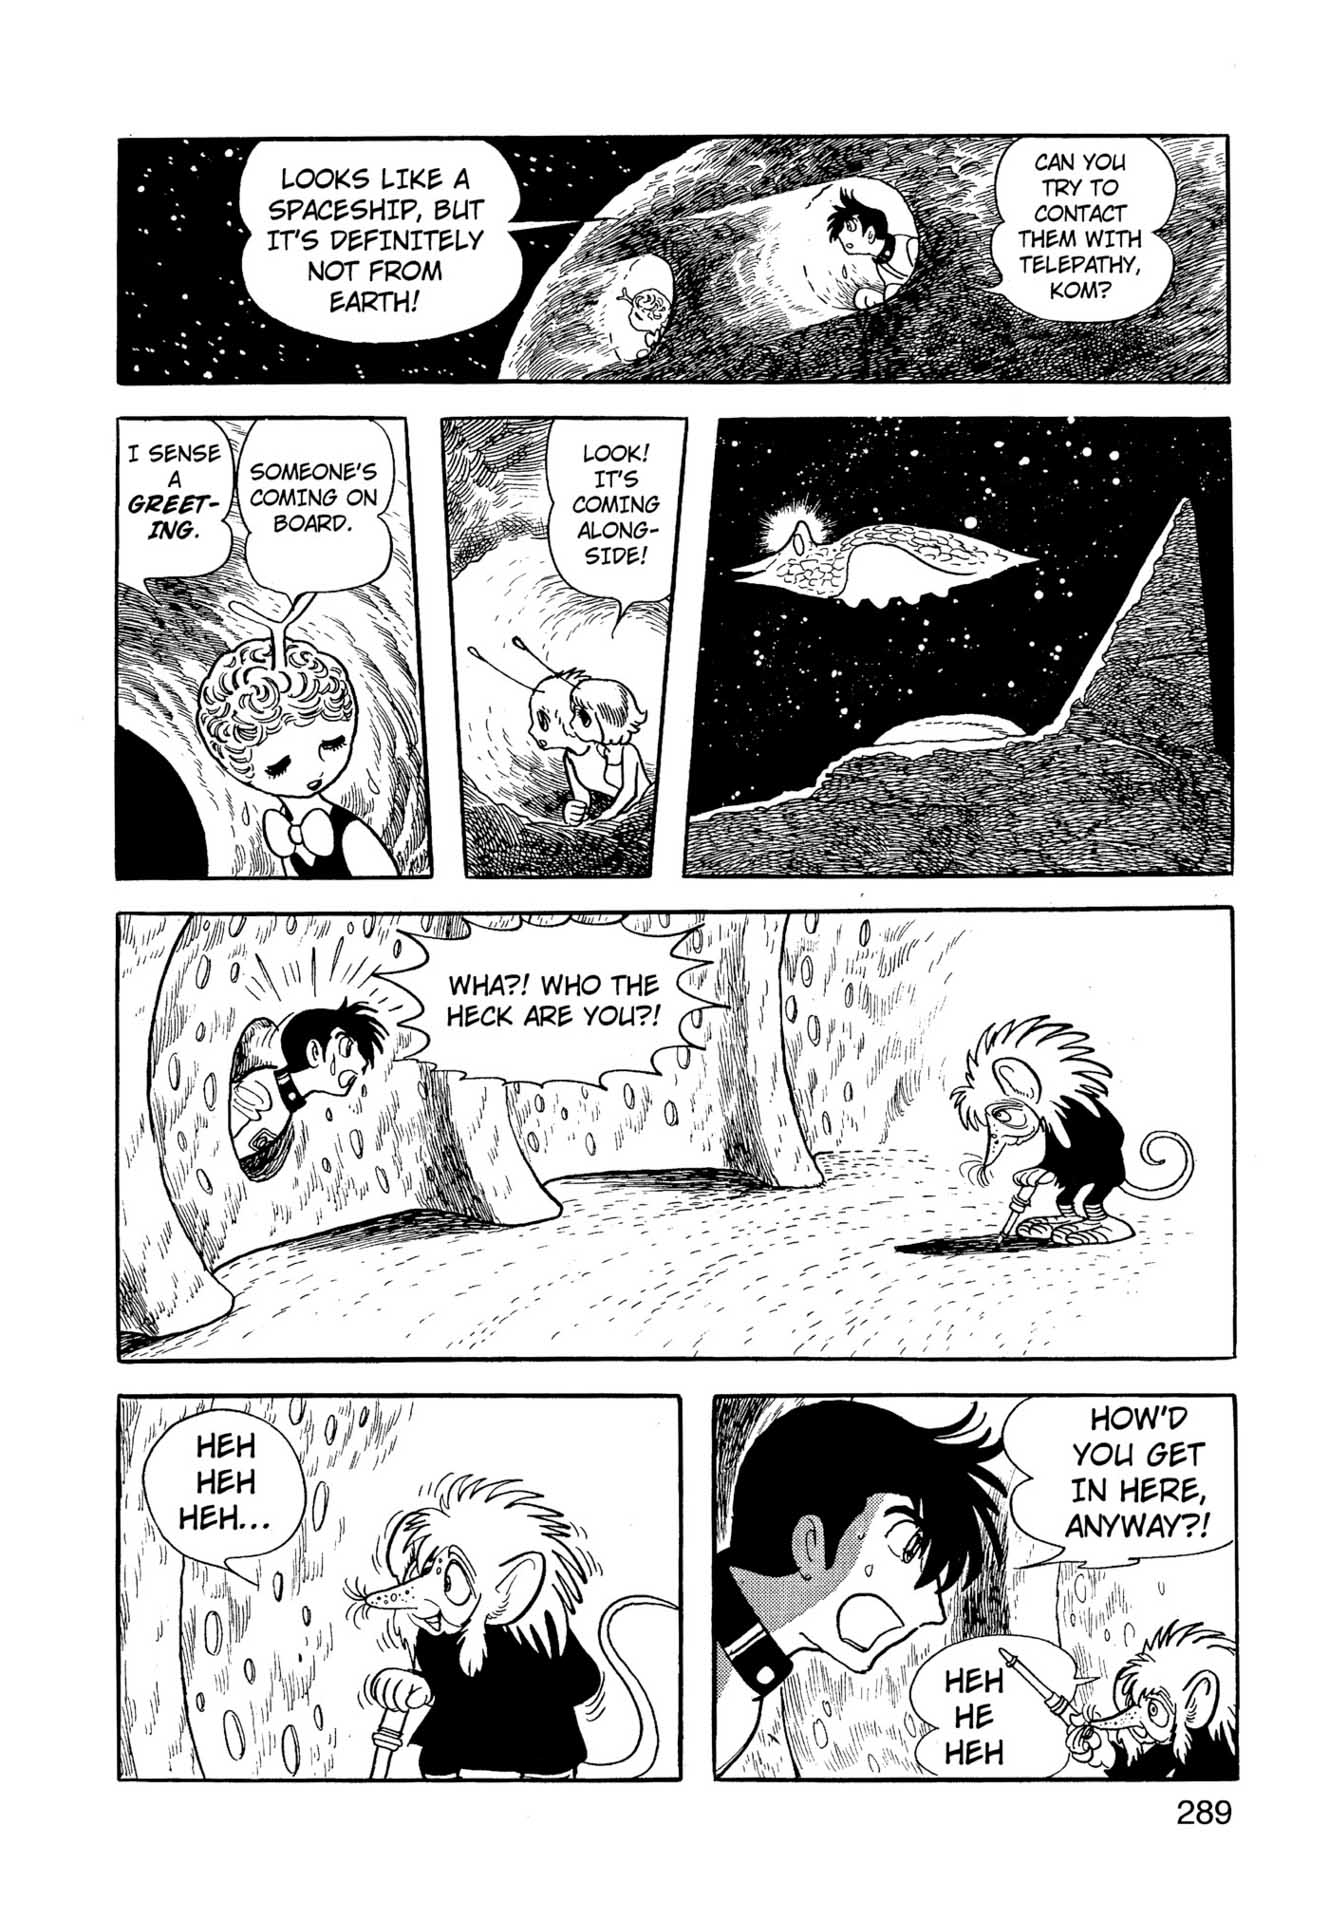 LOOKS LIKE A
SPACESHIP, BUT
IT'S DEFINITELY
NOT FROM
EARTH!
CAN YOU
TRY TO
CONTACT
THEM WITH
TELEPATHY,
KOM?
I SENSE
A
GREET-
ING.
SOMEONE'S
COMING ON
BOARD.
LOOK!
IT'S
COMING
ALONG-
SIDE!
WHA?! WHO THE
HECK ARE YOU?!
HEH
HEH
HEH...
HOW'D
YOU GET
IN HERE,
ANYWAY?!
HEH
HE
HEH
289